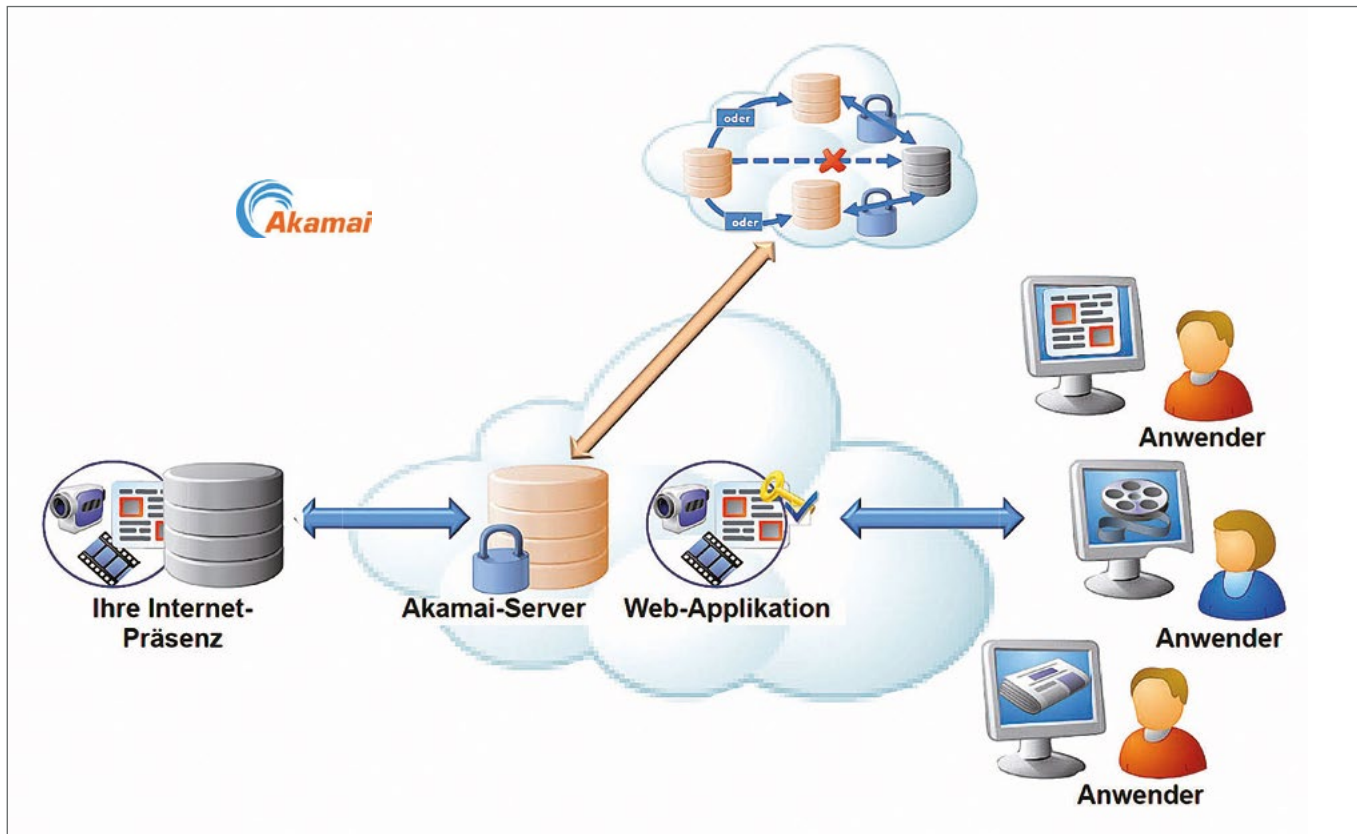 oder
oder
Akamai
Anwender
Ihre Internet-
Präsenz
Akamai-Server
Web-Applikation
Anwender
Anwender